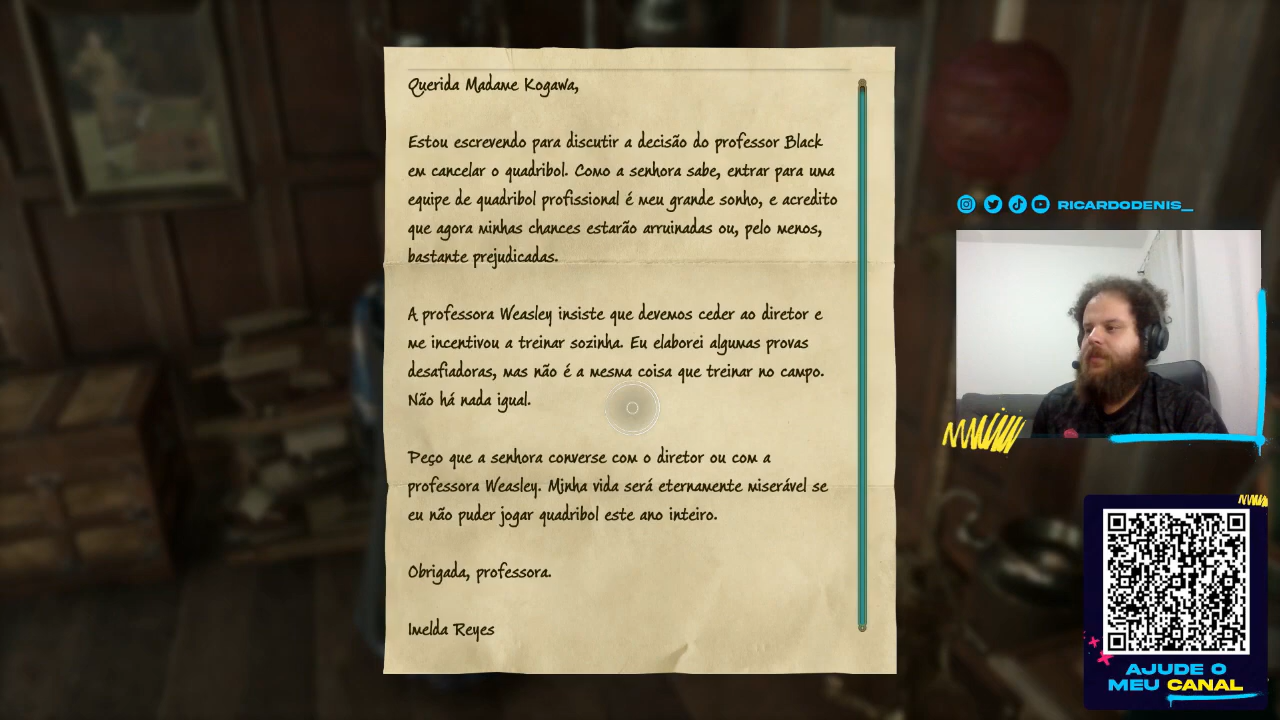 Querida Madame Kogawa,
Estou escrevendo para discutir a decisão do professor Black
em cancelar o quadribol. Como a senhora sabe, entrar para uma
equipe de quadribol profissional é meu grande sonho, e acredito
que agora minhas chances estarão arruinadas ou, pelo menos,
bastante prejudicadas.
A professora Weasley insiste que devemos ceder ao diretor e
me incentivou a treinar sozinha. Eu elaborei algumas provas
desafiadoras, mas não é a mesma coisa que treinar no campo.
Não há nada igual.
Peço que a senhora converse com o diretor ou com a
professora Weasley. Minha vida será eternamente miserável se
eu não puder jogar quadribol este ano inteiro.
Obrigada, professora.
Imelda Reyes
RICARDODENIS_
AJUDE O
MEU CANAL